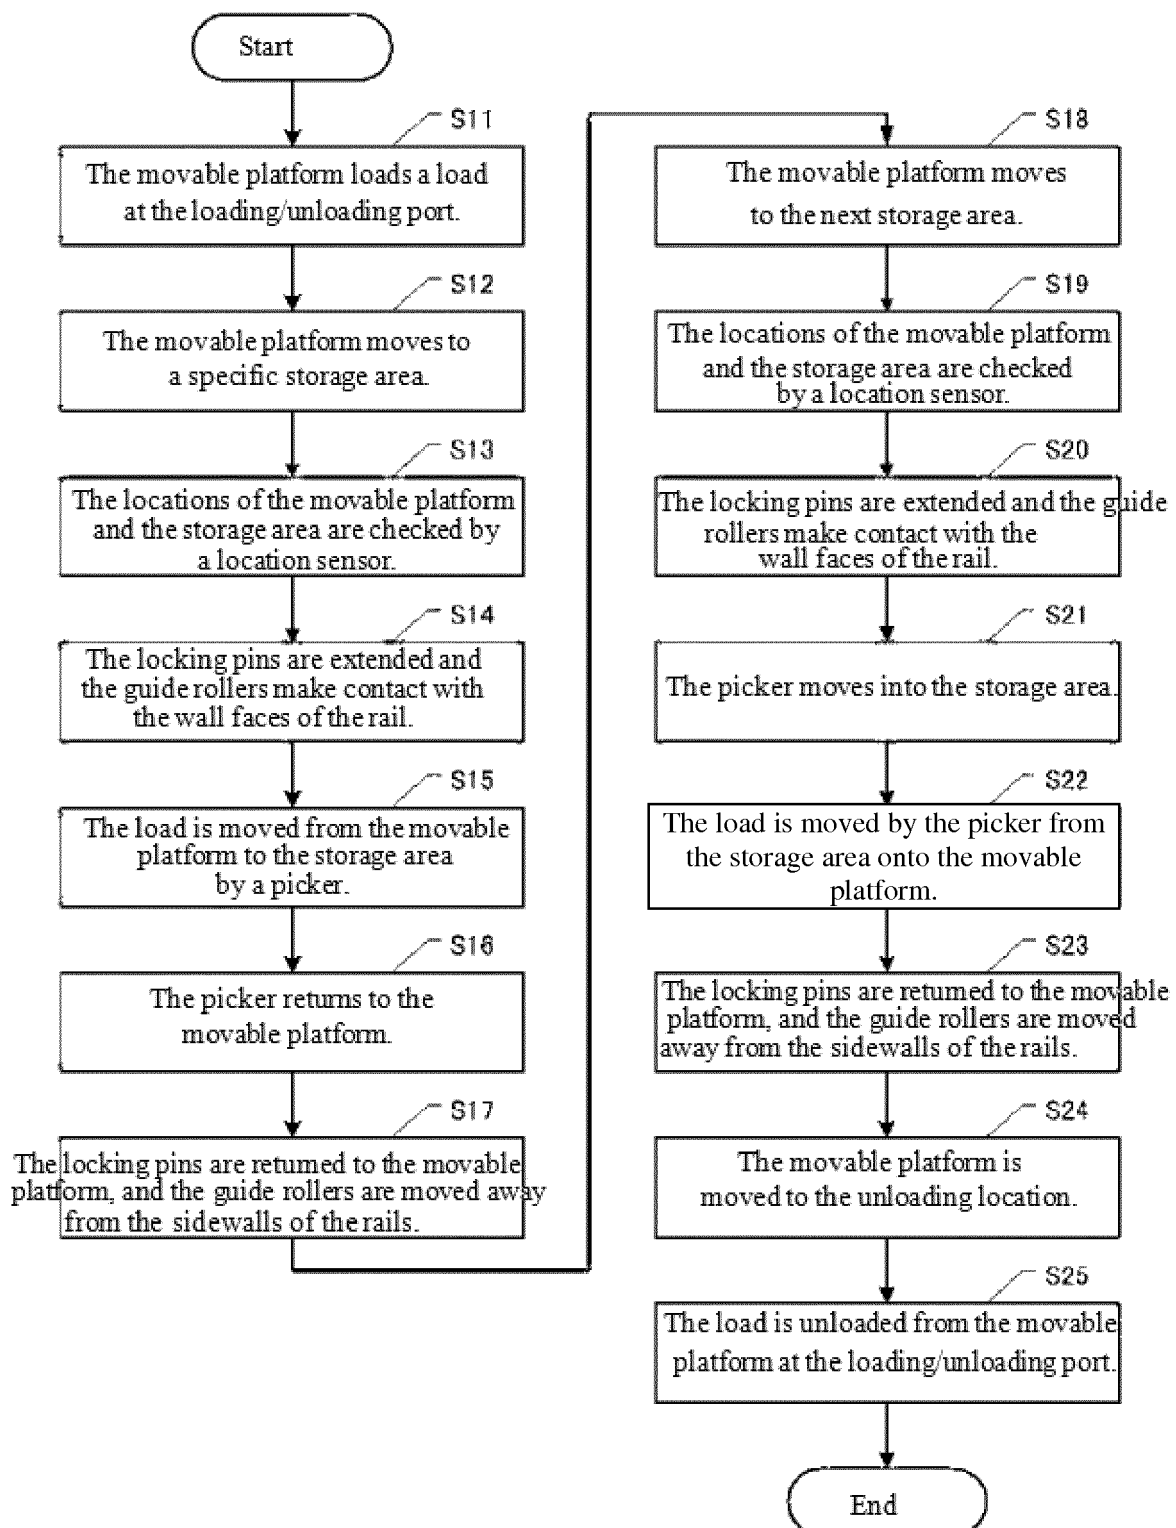 Start
S11
The movable platform loads a load
at the loading/unloading port.
S12
The movable platform moves to
a specific storage area.
S13
The locations of the movable platform
and the storage area are checked by
a location sensor.
S14
The locking pins are extended and
the guide rollers make contact with
the wall faces of the rail.
S15
The load is moved from the movable
platform to the storage area
by a picker.
S16
The picker returns to the
movable platform.
S17
The locking pins are returned to the movable
platform, and the guide rollers are moved away
from the sidewalls of the rails.
S18
The movable platform moves
to the next storage area.
S19
The locations of the movable platform
and the storage area are checked
by a location sensor.
S20
The locking pins are extended and the guide
rollers make contact with the
wall faces of the rail.
S21
The picker moves into the storage area.
S22
The load is moved by the picker from
the storage area onto the movable
platform.
S23
The locking pins are returned to the movable
platform, and the guide rollers are moved
away from the sidewalls of the rails.
S24
The movable platform is
moved to the unloading location.
S25
The load is unloaded from the movable
platform at the loading/unloading port.
End